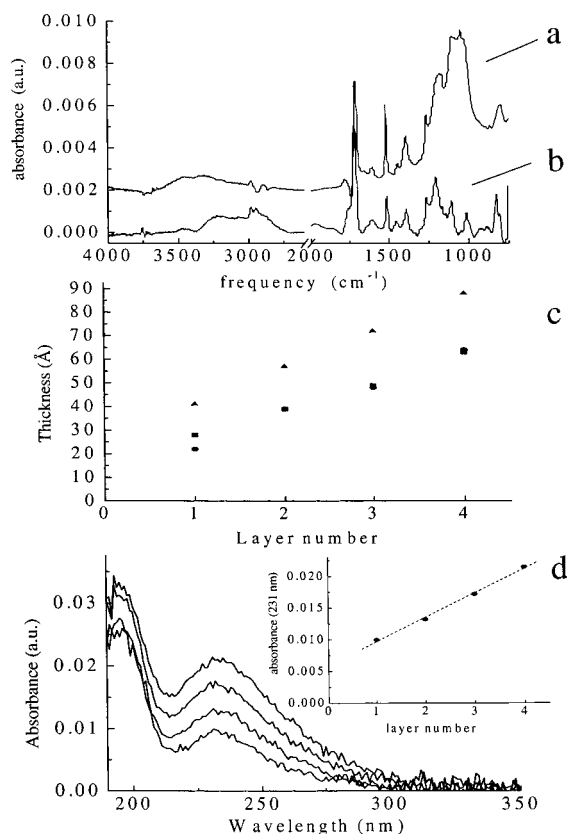 0.010
0.008
0.006
0.004
0.002
0.000
absorbance (a.u.)
a
b
4000 3500 3000 1500 1000
frequency (cm⁻¹)
90
80
70
60
50
40
30
20
10
0
Thickness (Å)
c
0 1 2 3 4
Layer number
0.03
0.02
0.01
0.00
Absorbance (a.u.)
d
0.020
0.015
0.010
0.005
0.000
absorbance (231 nm)
0 1 2 3 4
layer number
200 250 300 350
Wavelength (nm)